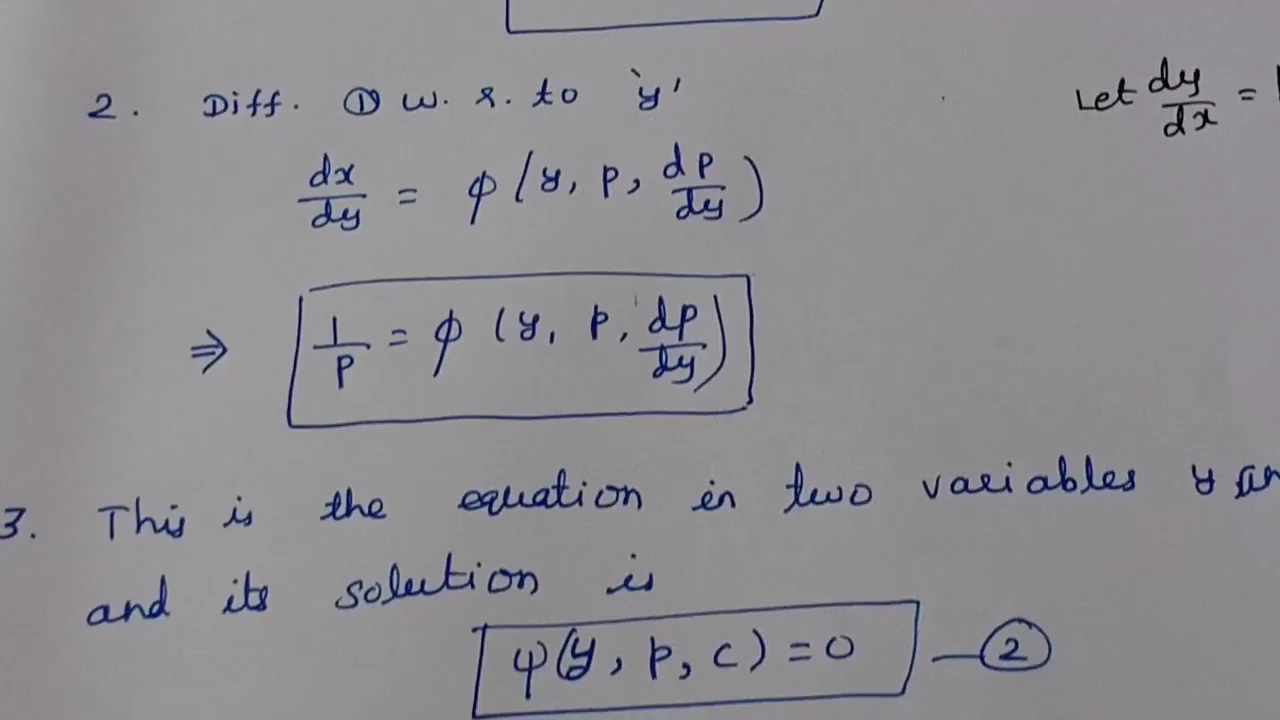 2. Diff. ① w. r. to 'y'
Let dy/dx =
dx/dy = φ(y, p, dp/dy)
⇒ 1/p = φ (y, p, dp/dy)
3. This is the equation in two variables y
and its solution is
ψ(y, p, c) = 0 — ②